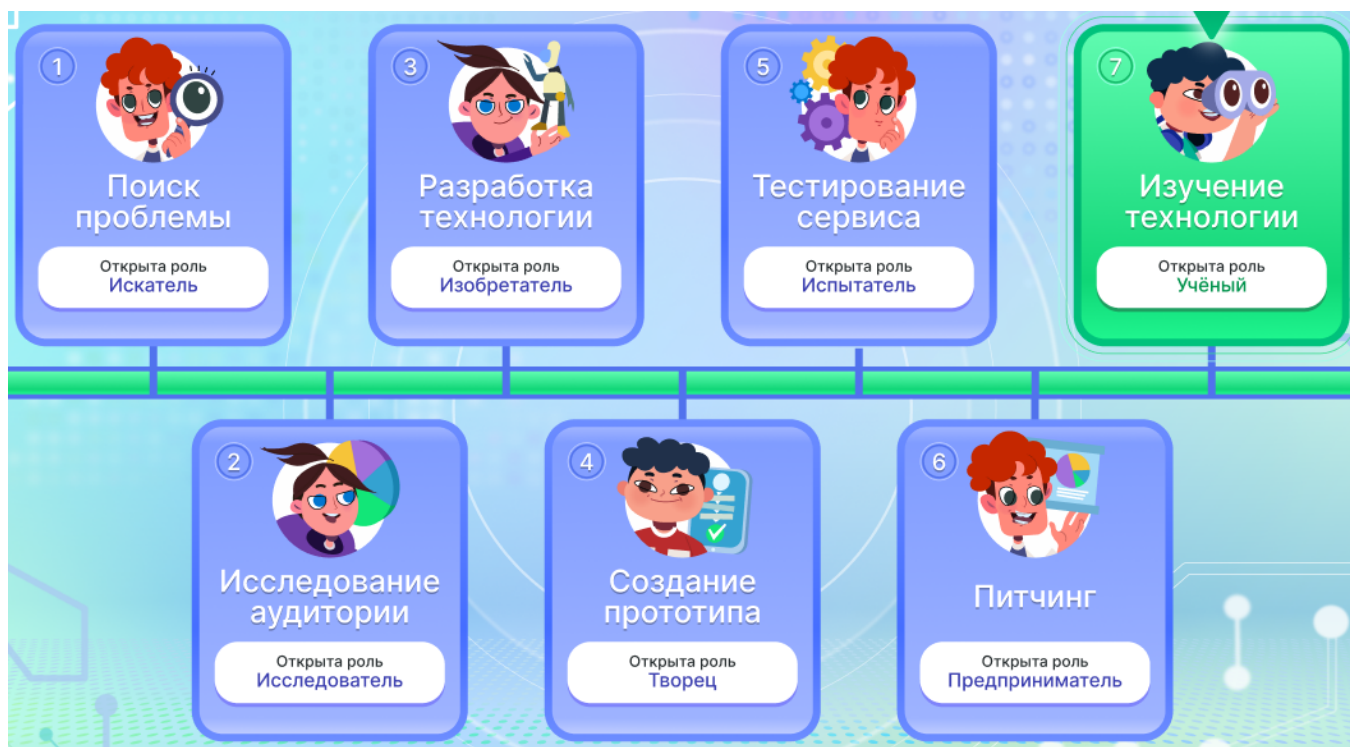 1
Поиск
проблемы
Открыта роль
Искатель
2
Исследование
аудитории
Открыта роль
Исследователь
3
Разработка
технологии
Открыта роль
Изобретатель
4
Создание
прототипа
Открыта роль
Творец
5
Тестирование
сервиса
Открыта роль
Испытатель
6
Питчинг
Открыта роль
Предприниматель
7
Изучение
технологии
Открыта роль
Учёный